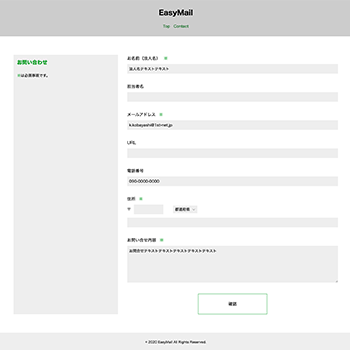 EasyMail
Top Contact
お問い合わせ
※は必須事項です。
お名前（法人名） ※
法人名テキストテキスト
担当者名
メールアドレス ※
k.kobayashi@1st-net.jp
URL
電話番号
090-0000-0000
住所 ※
〒 都道府県
お問い合せ内容 ※
お問合せテキストテキストテキストテキストテキスト
確認
© 2020 EasyMail All Rights Reserved.